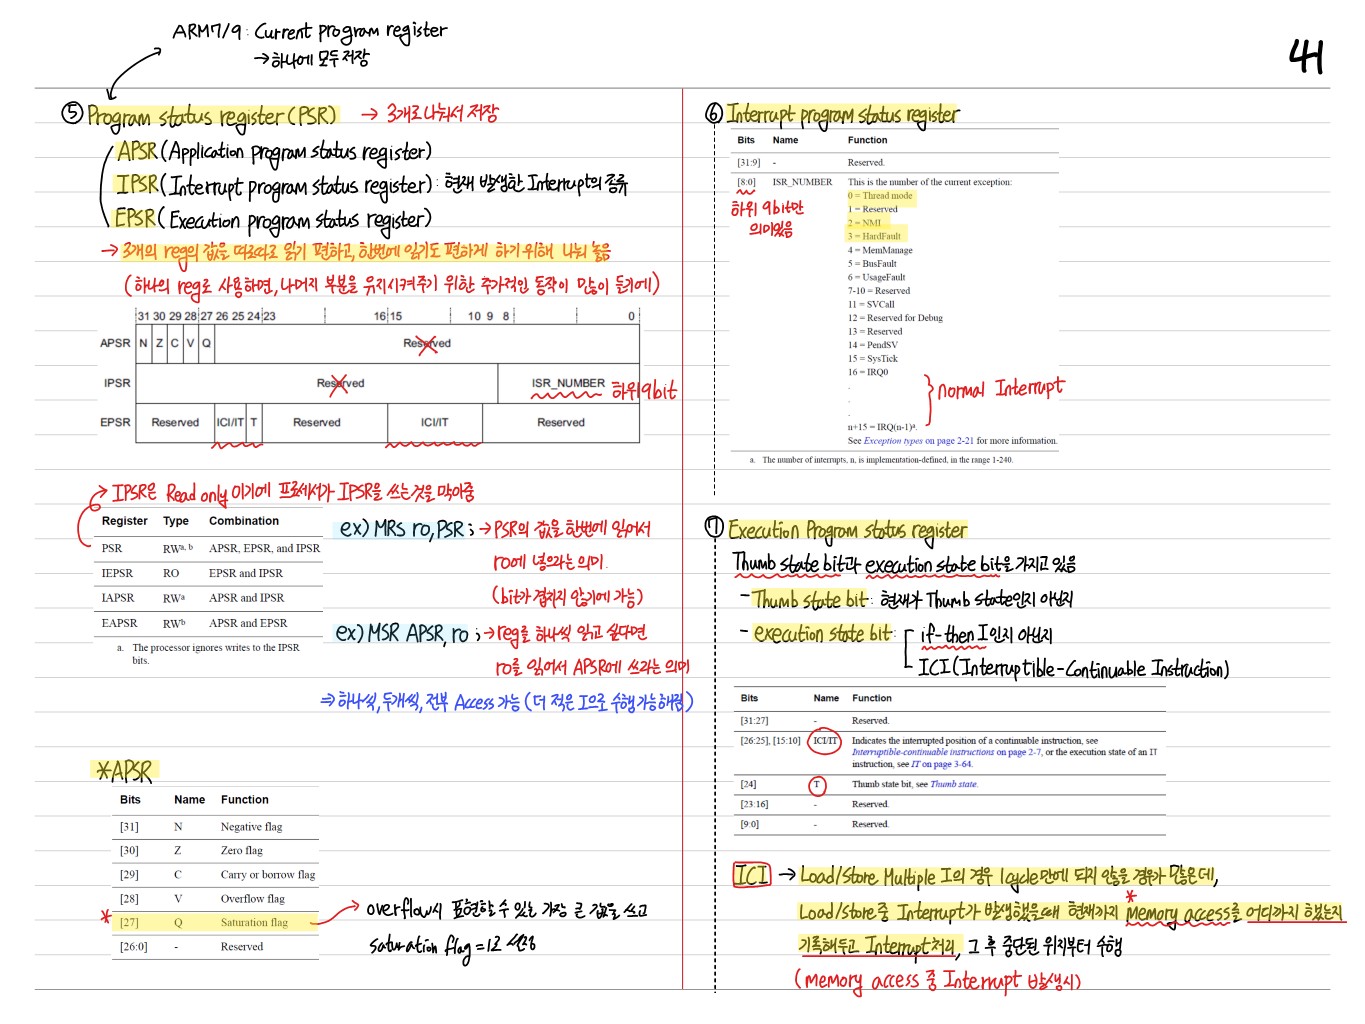 ARM7/9 : Current program register
→ 하나에 모두 저장
44
⑤ Program status register (PSR) → 3개로 나눠서 저장
APSR (Application program status register)
IPSR (Interrupt program status register) : 현재 발생한 Interrupt의 종류
EPSR (Execution program status register)
→ 3개의 reg의 값을 따로따로 읽기 편하고, 한번에 읽기도 편하게 하기 위해 나눠 놓음
(하나의 reg로 사용하면, 나머지 부분을 유지시켜주기 위한 추가적인 동작이 많이 들기에)
31 30 29 28 27 26 25 24 23 16 15 10 9 8 0
APSR N Z C V Q Reserved
IPSR Reserved ISR_NUMBER 하위 9bit
EPSR Reserved ICI/IT T Reserved ICI/IT Reserved
→ IPSR은 Read only 이기에 프로세서가 IPSR을 쓰는것을 막아줌
Register Type Combination
PSR RWa, b APSR, EPSR, and IPSR
IEPSR RO EPSR and IPSR
IAPSR RWa APSR and IPSR
EAPSR RWb APSR and EPSR
a. The processor ignores writes to the IPSR
bits.
ex) MRS r0, PSR ; → PSR의 값을 한번에 읽어서
r0에 넣으라는 의미.
(bit가 겹치지 않기에 가능)
ex) MSR APSR, r0 ; → reg를 하나씩 읽고 싶다면
r0를 읽어서 APSR에 쓰라는 의미
⇒ 하나씩, 두개씩, 전부 Access 가능 (더 적은 I으로 수행 가능해짐)
*APSR
Bits Name Function
[31] N Negative flag
[30] Z Zero flag
[29] C Carry or borrow flag
[28] V Overflow flag
* [27] Q Saturation flag
[26:0] - Reserved
→ overflow시 표현할 수 있는 가장 큰 값을 쓰고
saturation flag = 1로 설정
⑥ Interrupt program status register
Bits Name Function
[31:9] - Reserved.
[8:0] ISR_NUMBER This is the number of the current exception:
하위 9bit만
의미있음
0 = Thread mode
1 = Reserved
2 = NMI
3 = HardFault
4 = MemManage
5 = BusFault
6 = UsageFault
7-10 = Reserved
11 = SVCall
12 = Reserved for Debug
13 = Reserved
14 = PendSV
15 = SysTick
16 = IRQ0
.
.
.
normal Interrupt
n+15 = IRQ(n-1)a.
See Exception types on page 2-21 for more information.
a. The number of interrupts, n, is implementation-defined, in the range 1-240.
⑦ Execution Program status register
Thumb state bit과 execution state bit을 가지고 있음
- Thumb state bit : 현재가 Thumb state인지 아닌지
- execution state bit : if-then I인지 아닌지
ICI (Interruptible-Continuable Instruction)
Bits Name Function
[31:27] - Reserved.
[26:25], [15:10] ICI/IT Indicates the interrupted position of a continuable instruction, see
Interruptible-continuable instructions on page 2-7, or the execution state of an IT
instruction, see IT on page 3-64.
[24] T Thumb state bit, see Thumb state.
[23:16] - Reserved.
[9:0] - Reserved.
ICI → Load/Store Multiple I의 경우 1cycle만에 되지 않을 경우가 많은데,
Load/store중 Interrupt가 발생했을때 현재까지 *memory access를 어디까지 했는지
기록해두고 Interrupt처리, 그 후 중단된 위치부터 수행
(memory access 중 Interrupt 발생시)